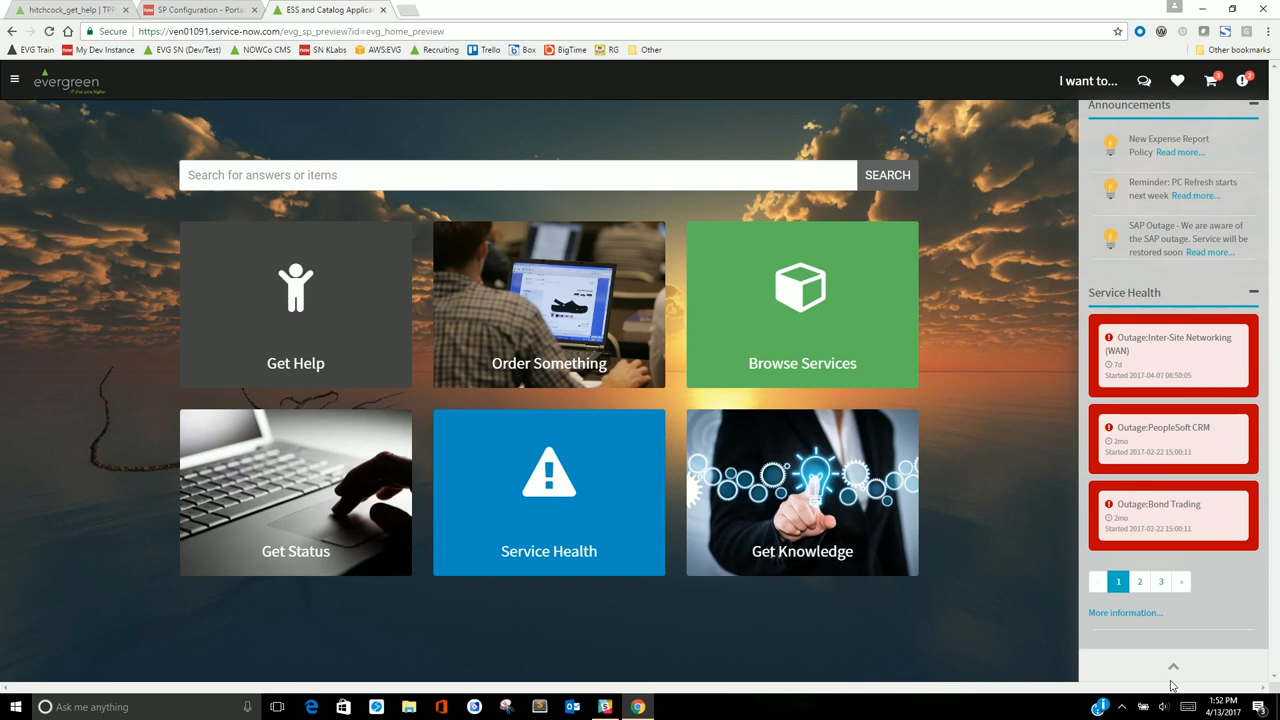 hitchcock_get_help | TPP
SP Configuration - Porta
ESS and Catalog Applica
Secure
https://ven01091.service-now.com/evg_sp_preview?id=evg_home_preview
EVG Train
My Dev Instance
EVG SN (Dev/Test)
NOWCo CMS
SN KLabs
AWS:EVG
Recruiting
Trello
Box
BigTime
RG
Other
Other bookmarks
evergreen
I want to...
3
2
Search for answers or items
SEARCH
Get Help
Order Something
Browse Services
Get Status
Service Health
Get Knowledge
Announcements
New Expense Report
Policy Read more...
Reminder: PC Refresh starts
next week Read more...
SAP Outage - We are aware of
the SAP outage. Service will be
restored soon Read more...
Service Health
Outage:Inter-Site Networking
(WAN)
7d
Started 2017-04-07 08:50:05
Outage:PeopleSoft CRM
2mo
Started 2017-02-22 15:00:11
Outage:Bond Trading
2mo
Started 2017-02-22 15:00:11
1 2 3
More information...
Ask me anything
1:52 PM
4/13/2017
3